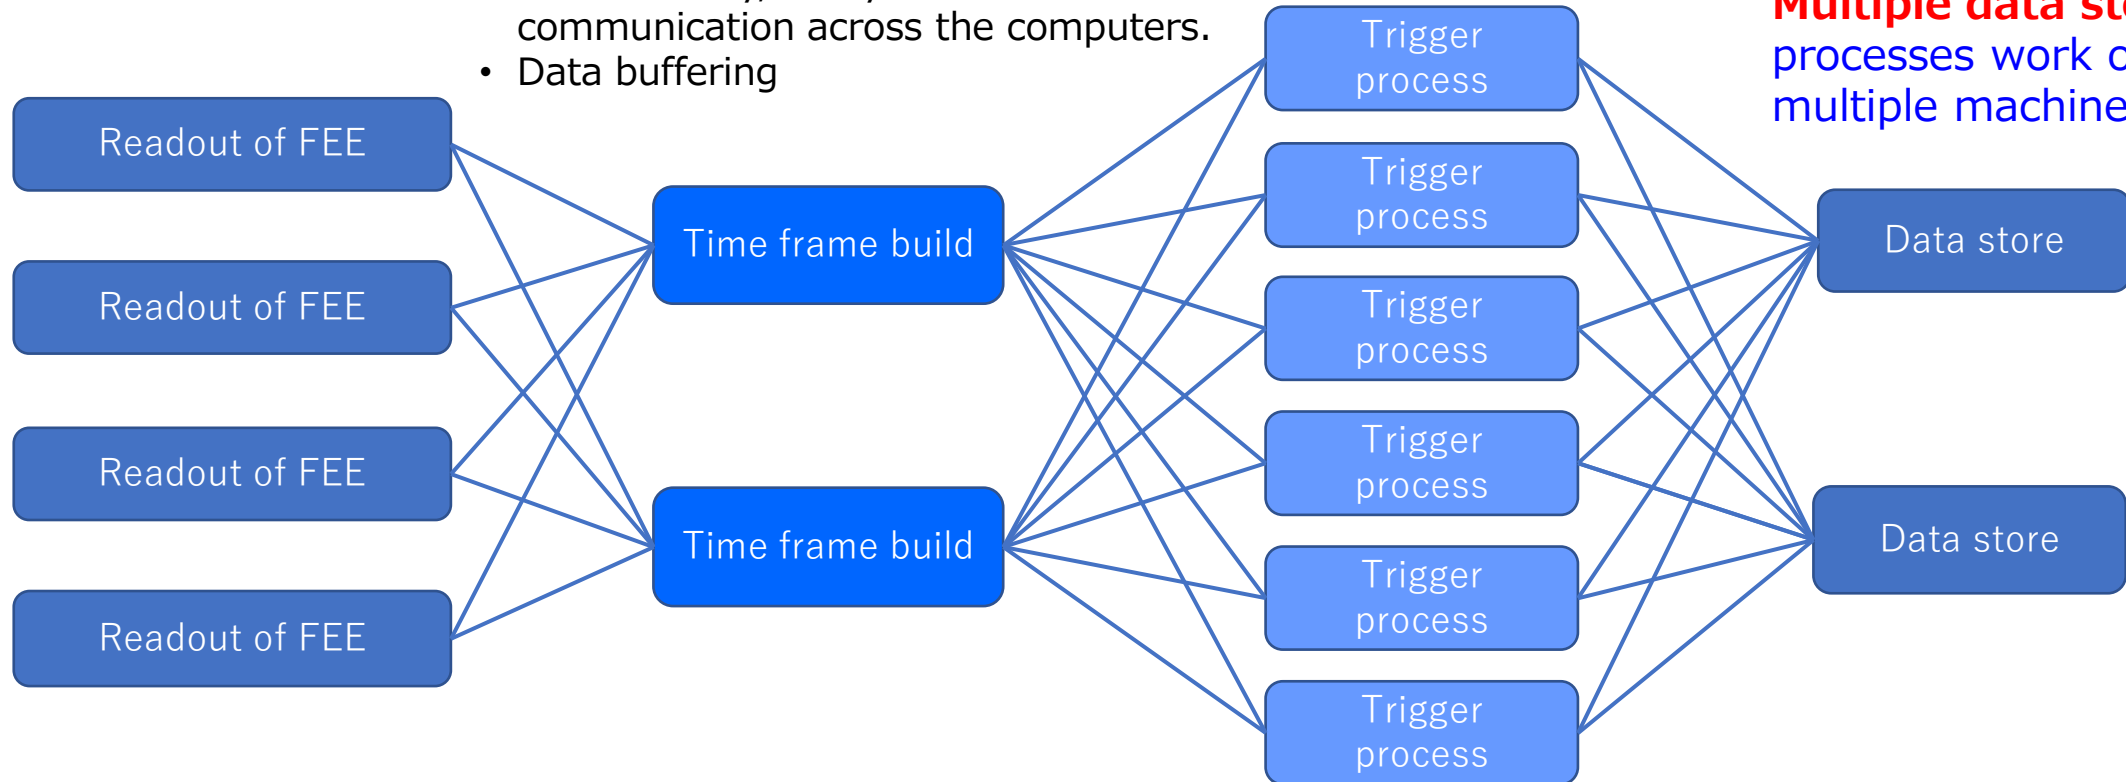 communication across the computers.
• Data buffering
Multiple data
processes work
multiple machine
Readout of FEE
Readout of FEE
Readout of FEE
Readout of FEE
Time frame build
Time frame build
Trigger
process
Trigger
process
Trigger
process
Trigger
process
Trigger
process
Trigger
process
Data store
Data store